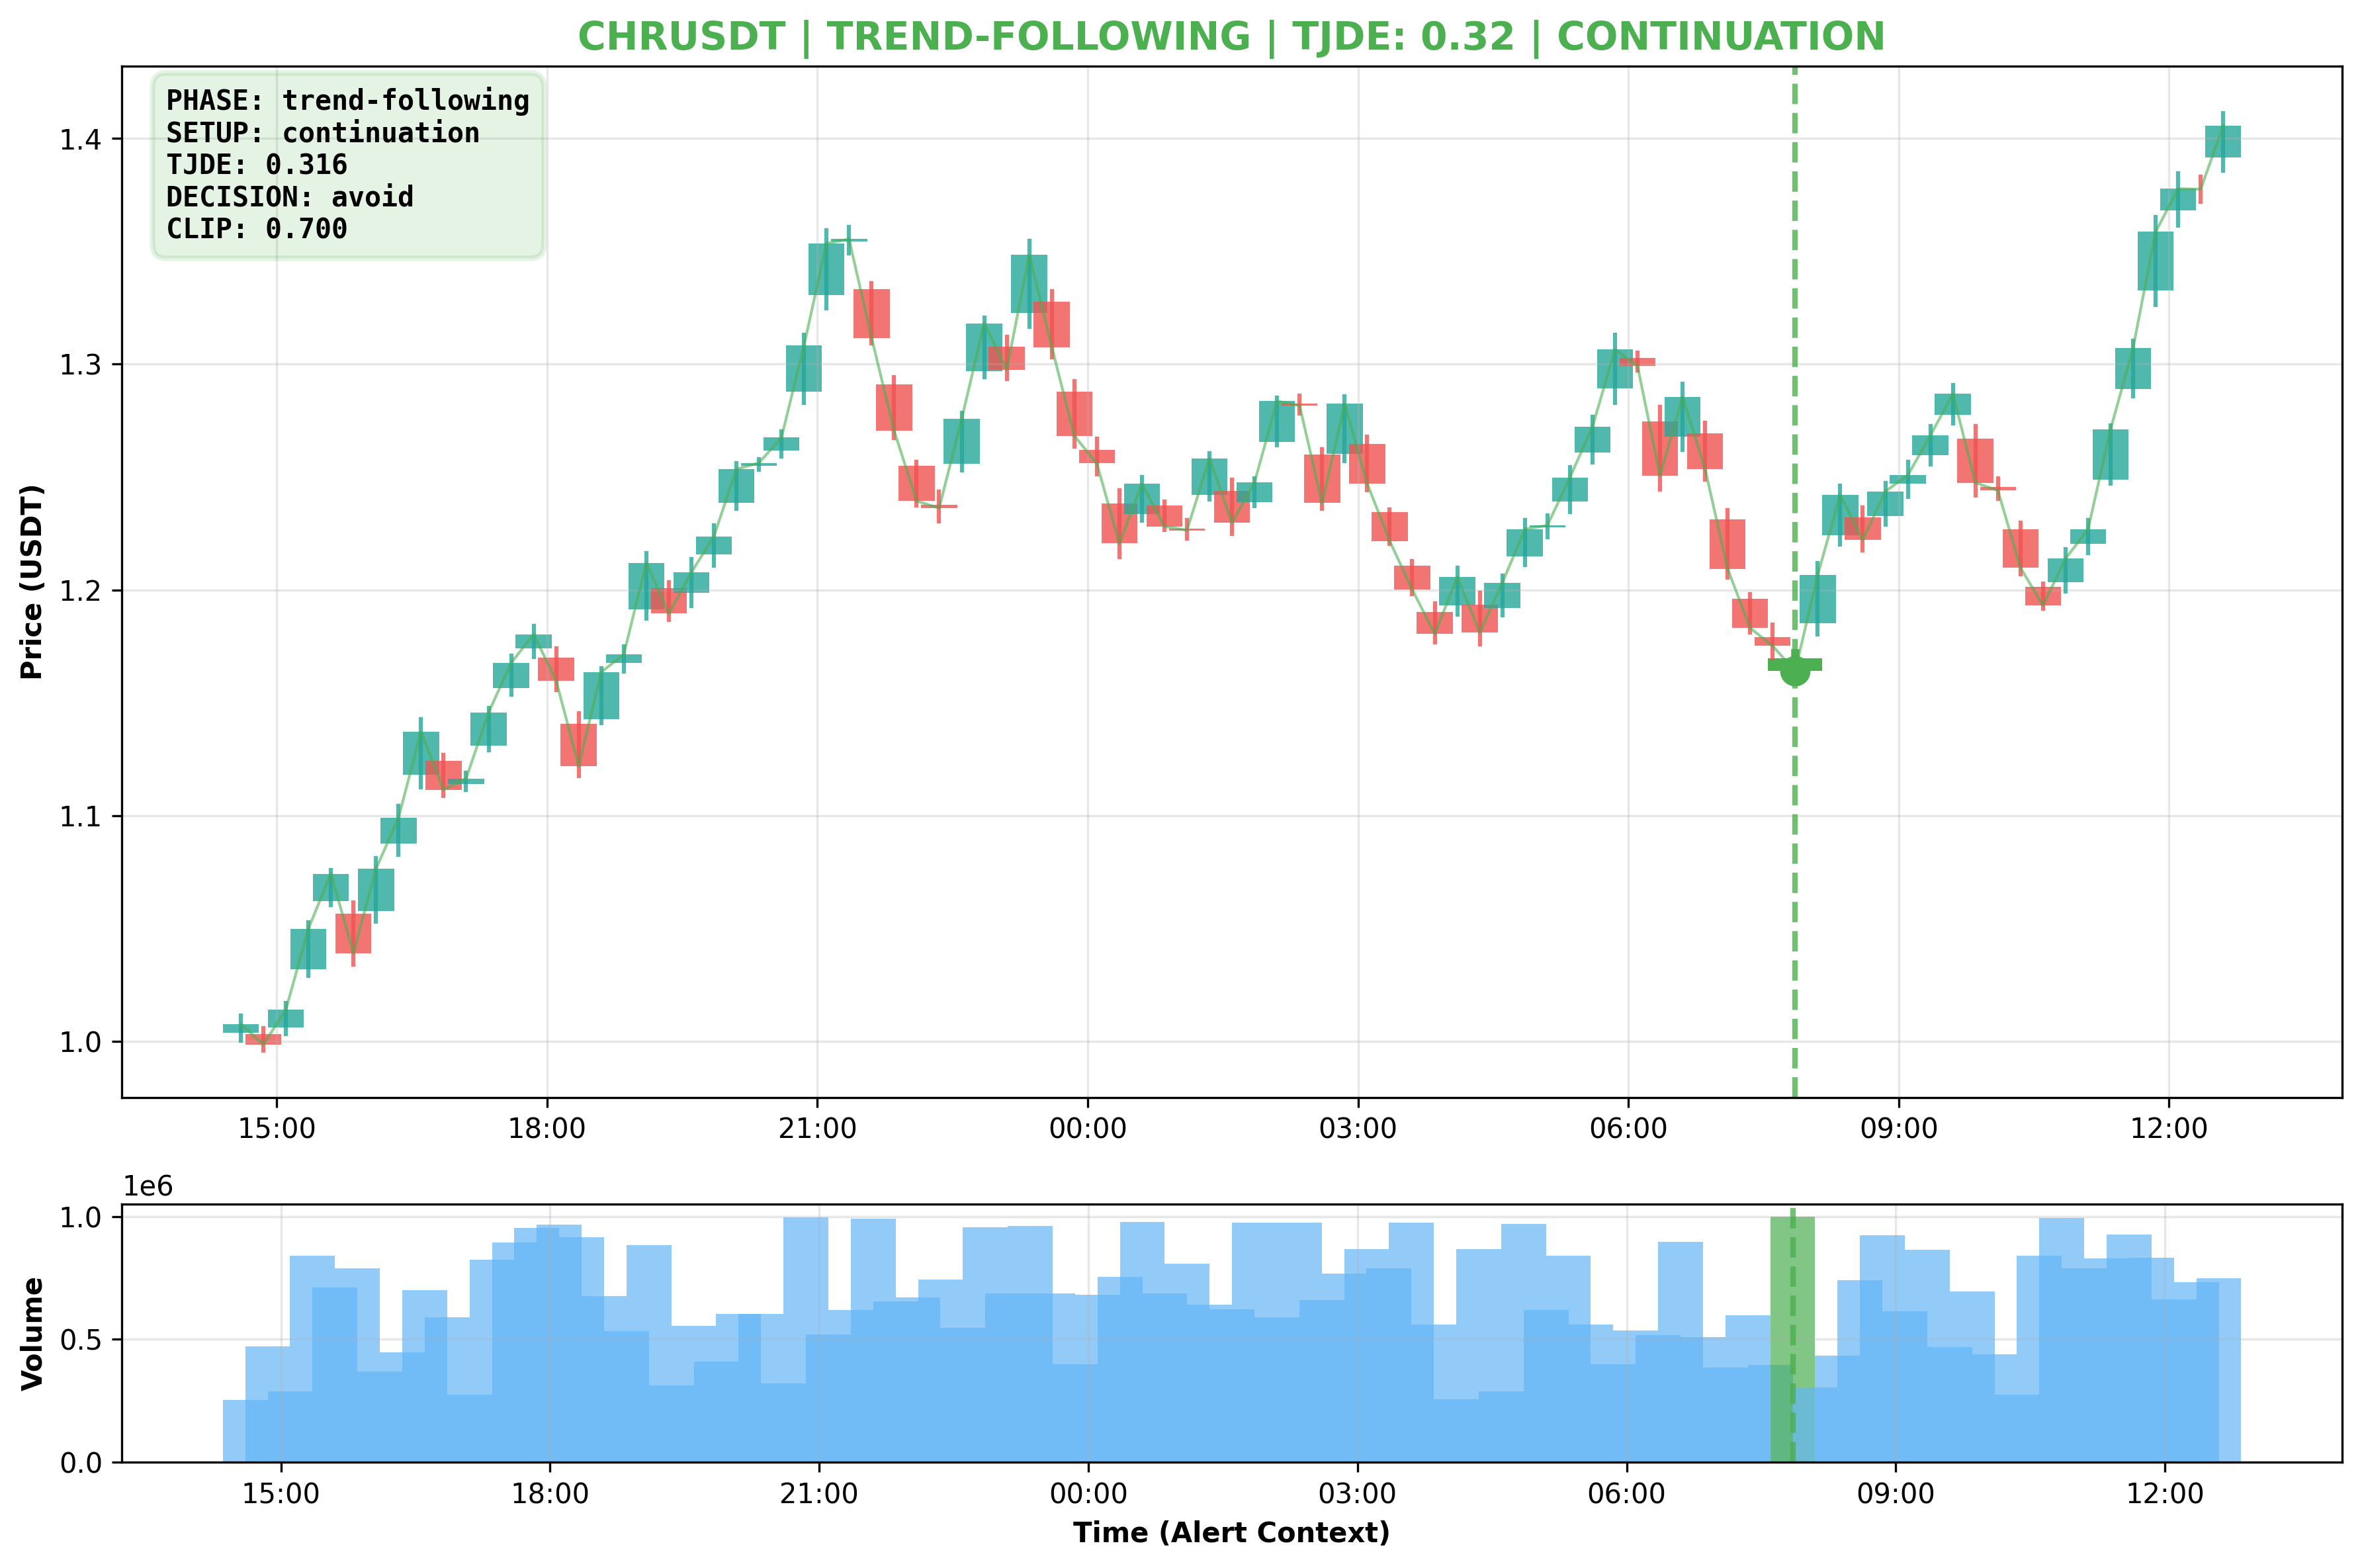 CHRUSDT | TREND-FOLLOWING | TJDE: 0.32 | CONTINUATION
PHASE: trend-following
SETUP: continuation
TJDE: 0.316
DECISION: avoid
CLIP: 0.700
Price (USDT)
1.4
1.3
1.2
1.1
1.0
15:00 18:00 21:00 00:00 03:00 06:00 09:00 12:00
1e6
Volume
1.0
0.5
0.0
15:00 18:00 21:00 00:00 03:00 06:00 09:00 12:00
Time (Alert Context)